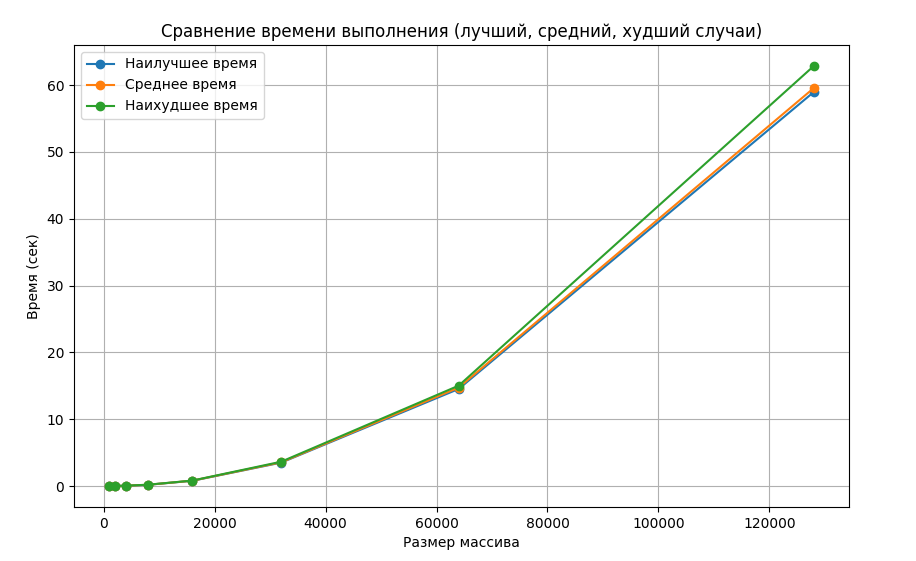 Сравнение времени выполнения (лучший, средний, худший случаи)
Наилучшее время
Среднее время
Наихудшее время
60
50
40
30
20
10
0
Время (сек)
0
20000
40000
60000
80000
100000
120000
Размер массива